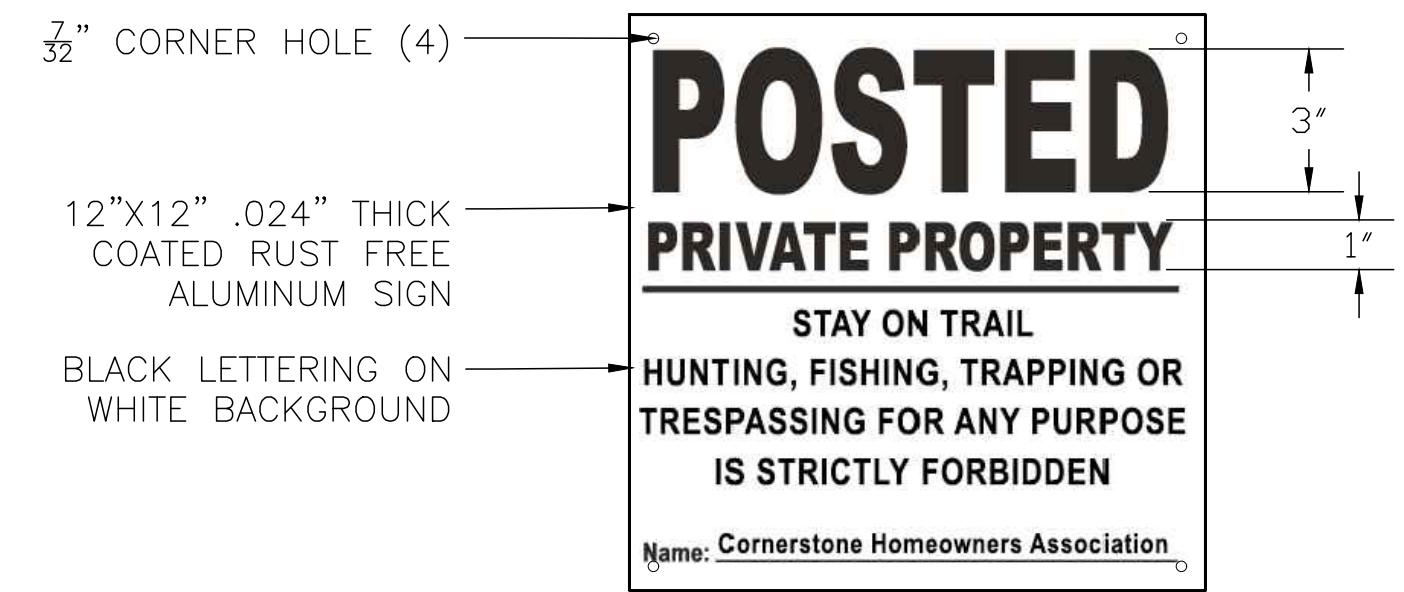 7/32” CORNER HOLE (4)
12”X12” .024” THICK
COATED RUST FREE
ALUMINUM SIGN
BLACK LETTERING ON
WHITE BACKGROUND
POSTED
PRIVATE PROPERTY
STAY ON TRAIL
HUNTING, FISHING, TRAPPING OR
TRESPASSING FOR ANY PURPOSE
IS STRICTLY FORBIDDEN
Name: Cornerstone Homeowners Association
3"
1"